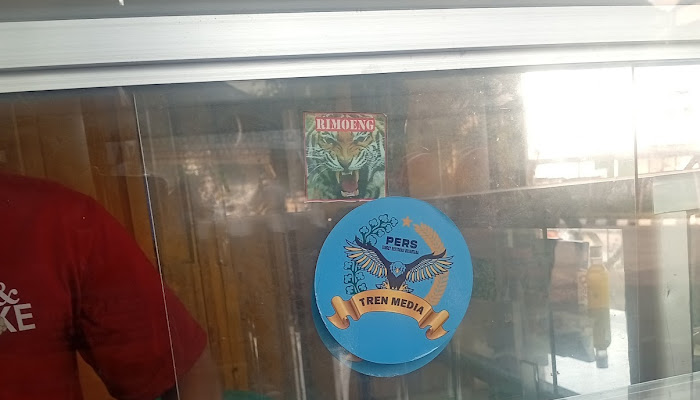 RIMOENG
PERS
TREN MEDIA
&
KE